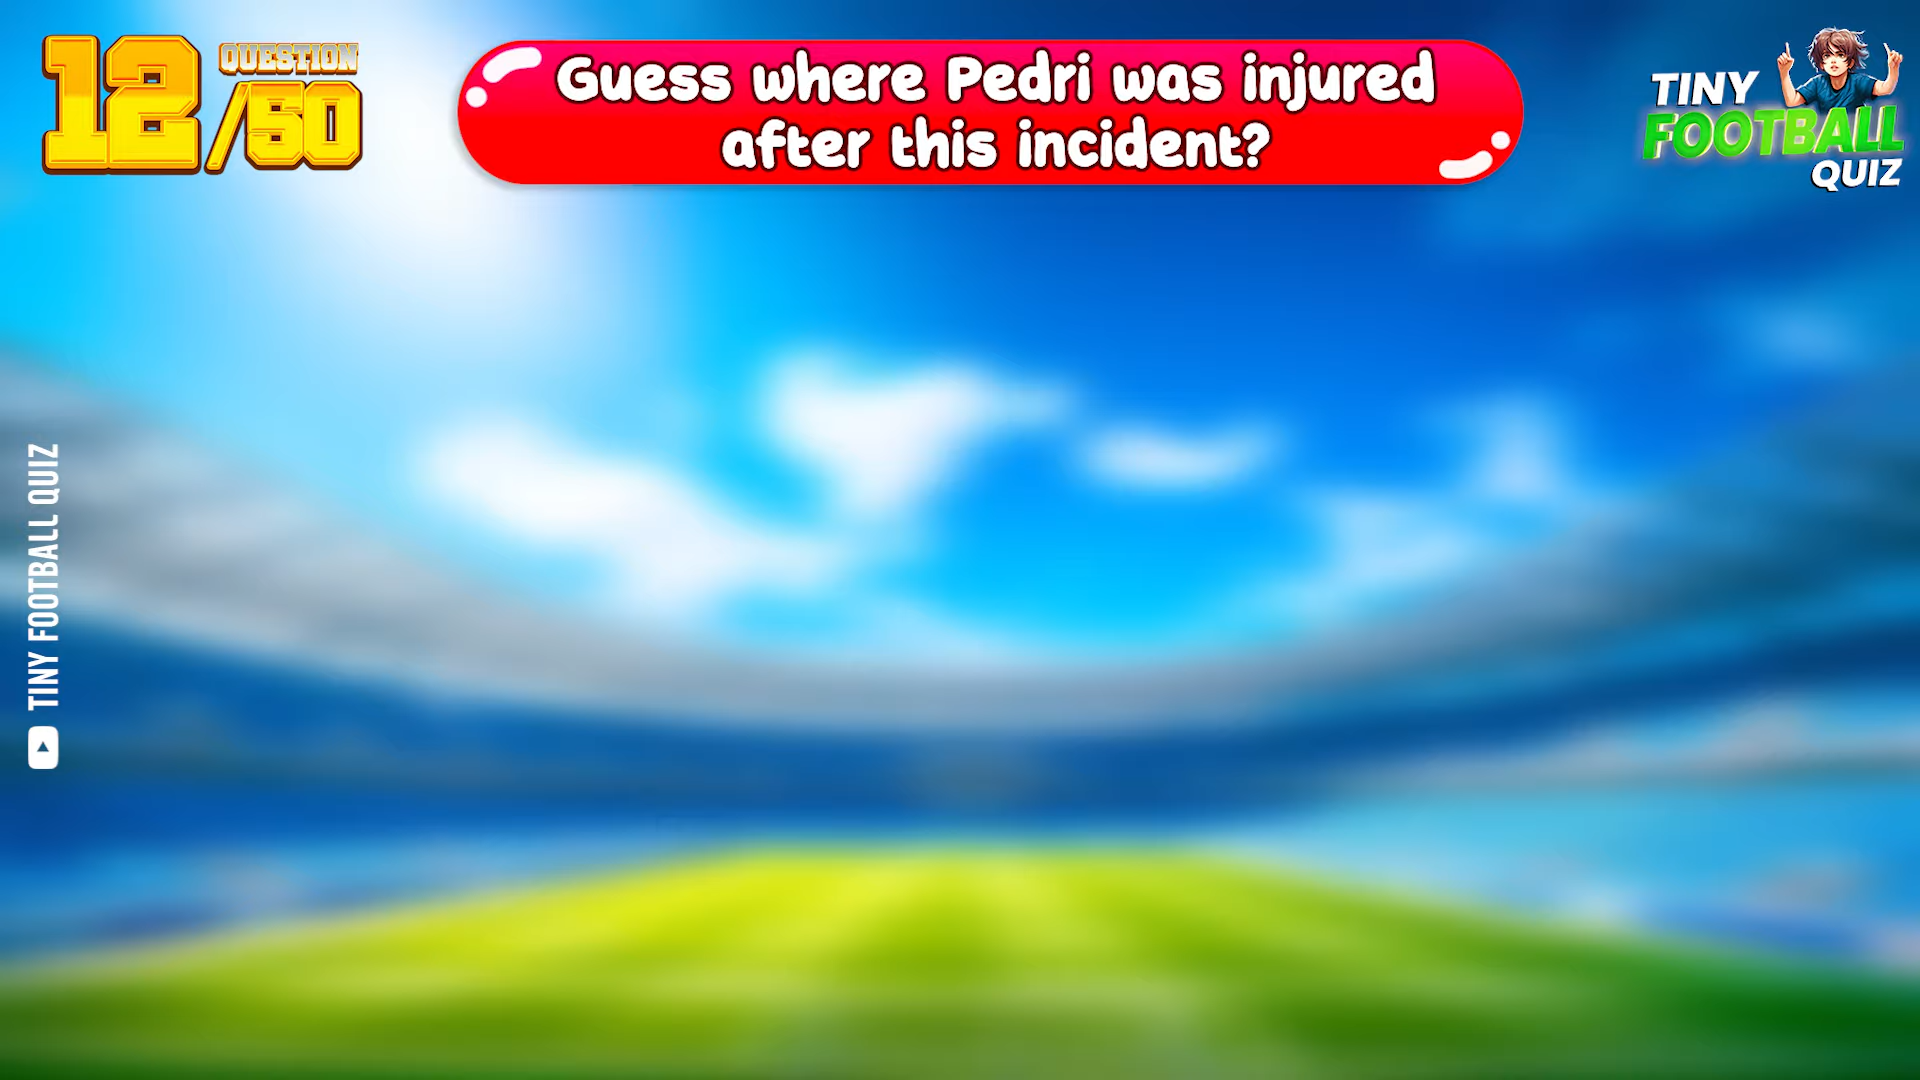 12
QUESTION
/50
Guess where Pedri was injured
after this incident?
TINY
FOOTBALL
QUIZ
TINY FOOTBALL QUIZ